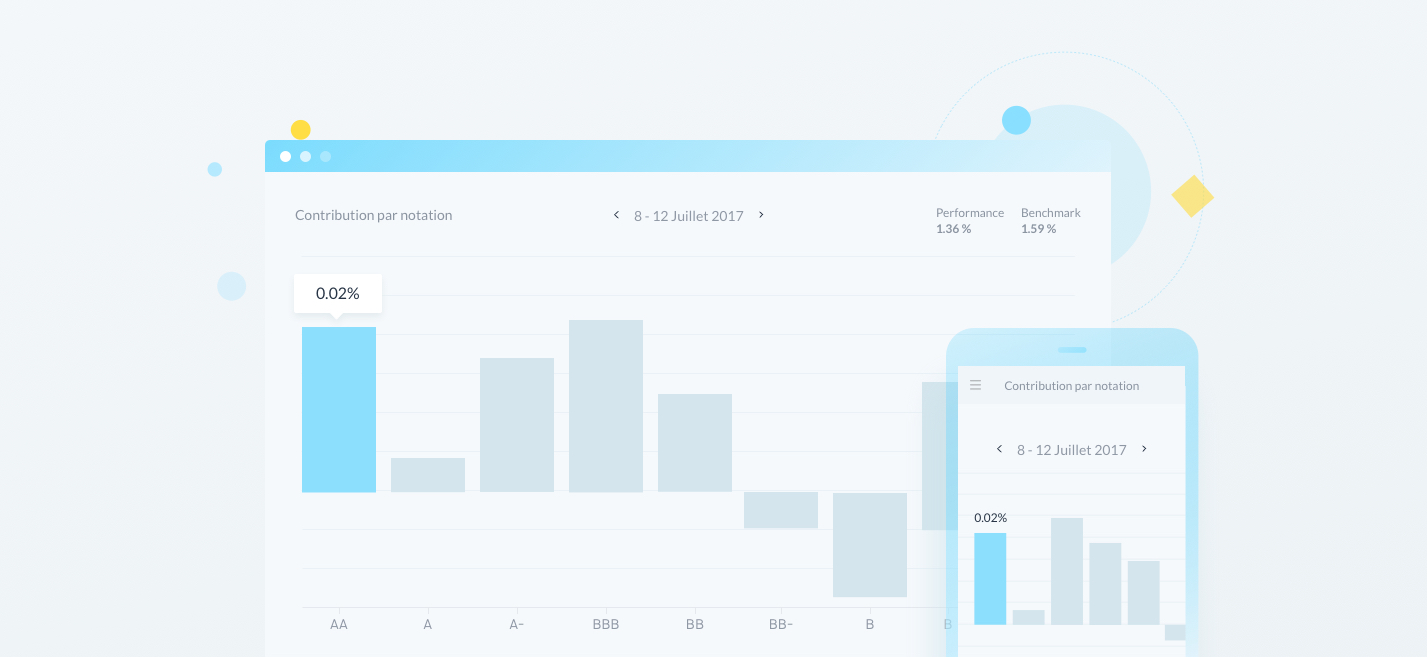 Contribution par notation
8 - 12 Juillet 2017
Performance Benchmark
1.36 % 1.59 %
0.02%
AA A A- BBB BB BB- B B
Contribution par notation
8 - 12 Juillet 2017
0.02%